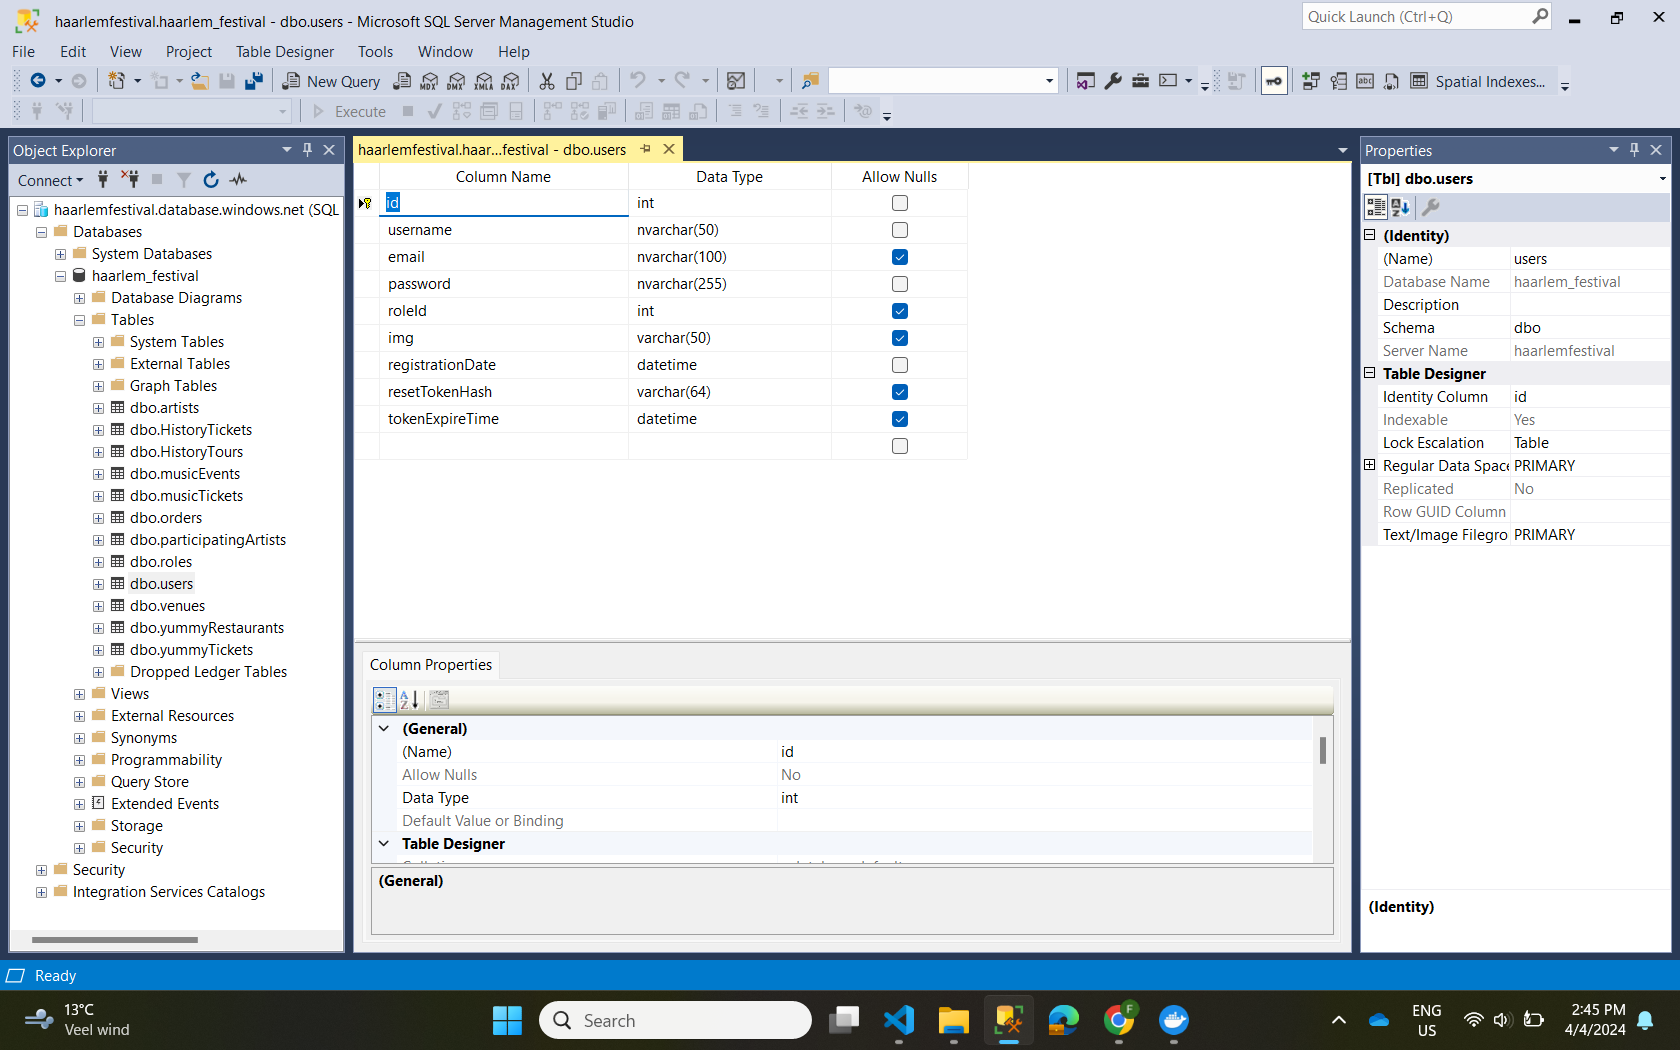 haarlemfestival.haarlem_festival - dbo.users - Microsoft SQL Server Management Studio
Quick Launch (Ctrl+Q)
File Edit View Project Table Designer Tools Window Help
New Query MDX DMX XMLA DAX abc Spatial Indexes...
Execute
Object Explorer
Connect
haarlemfestival.database.windows.net (SQL
Databases
System Databases
haarlem_festival
Database Diagrams
Tables
System Tables
External Tables
Graph Tables
dbo.artists
dbo.HistoryTickets
dbo.HistoryTours
dbo.musicEvents
dbo.musicTickets
dbo.orders
dbo.participatingArtists
dbo.roles
dbo.users
dbo.venues
dbo.yummyRestaurants
dbo.yummyTickets
Dropped Ledger Tables
Views
External Resources
Synonyms
Programmability
Query Store
Extended Events
Storage
Security
Security
Integration Services Catalogs
haarlemfestival.haar...festival - dbo.users
Column Name Data Type Allow Nulls
id int
username nvarchar(50)
email nvarchar(100)
password nvarchar(255)
roleId int
img varchar(50)
registrationDate datetime
resetTokenHash varchar(64)
tokenExpireTime datetime
Column Properties
(General)
(Name) id
Allow Nulls No
Data Type int
Default Value or Binding
Table Designer
(General)
Properties
[Tbl] dbo.users
(Identity)
(Name) users
Database Name haarlem_festival
Description
Schema dbo
Server Name haarlemfestival
Table Designer
Identity Column id
Indexable Yes
Lock Escalation Table
Regular Data Space PRIMARY
Replicated No
Row GUID Column
Text/Image Filegro PRIMARY
(Identity)
Ready
13°C
Veel wind
Search
F
ENG
US
2:45 PM
4/4/2024